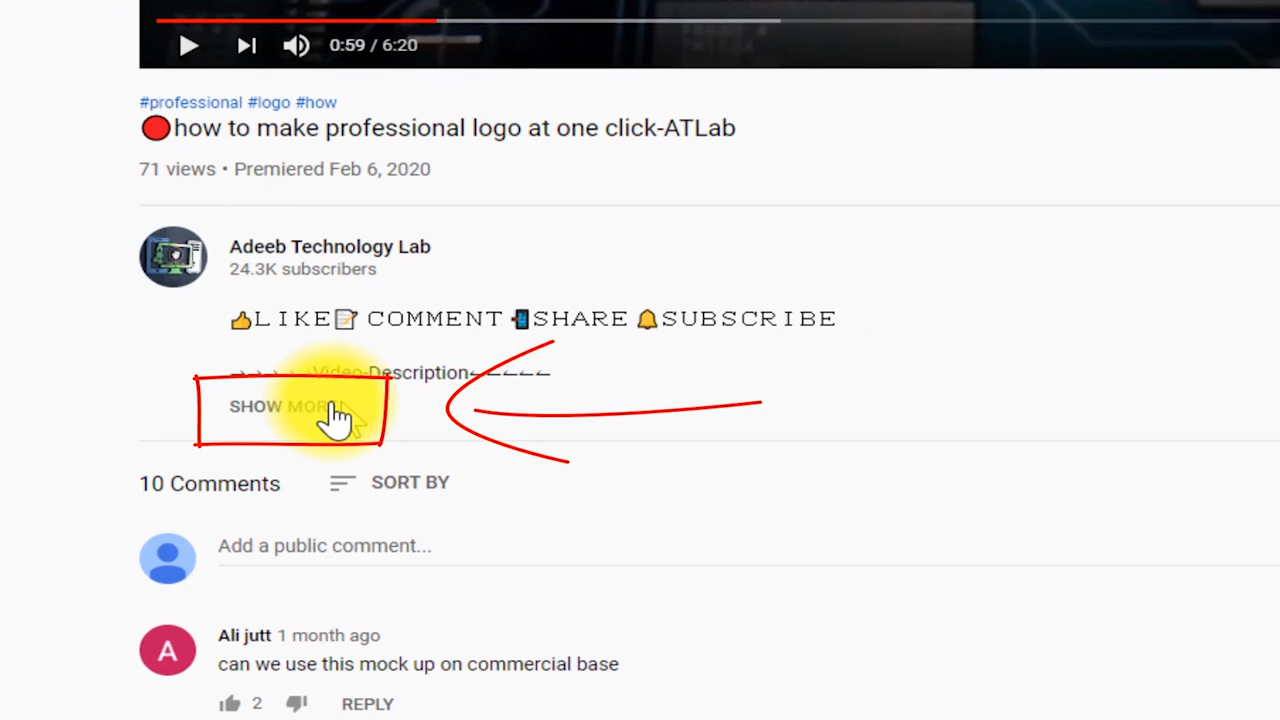 0:59 / 6:20
#professional #logo #how
how to make professional logo at one click-ATLab
71 views • Premiered Feb 6, 2020
Adeeb Technology Lab
24.3K subscribers
👍LIKE📝 COMMENT 📲SHARE 🔔SUBSCRIBE
→→→→→Video-Description←←←←←
SHOW MORE
10 Comments SORT BY
Add a public comment...
A
Ali jutt 1 month ago
can we use this mock up on commercial base
2 REPLY